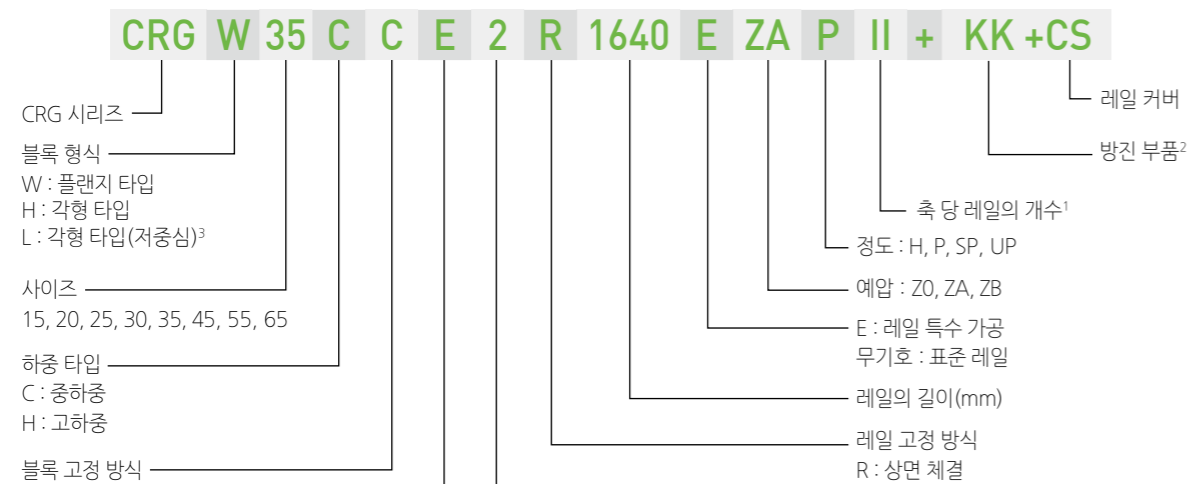 CRG W 35 C C E 2 R 1640 E ZA P II + KK +CS
CRG 시리즈
블록 형식
W : 플랜지 타입
H : 각형 타입
L : 각형 타입(저중심)³
사이즈
15, 20, 25, 30, 35, 45, 55, 65
하중 타입
C : 중하중
H : 고하중
블록 고정 방식
레일 커버
방진 부품²
축 당 레일의 개수¹
정도 : H, P, SP, UP
예압 : Z0, ZA, ZB
E : 레일 특수 가공
무기호 : 표준 레일
레일의 길이(mm)
레일 고정 방식
R : 상면 체결